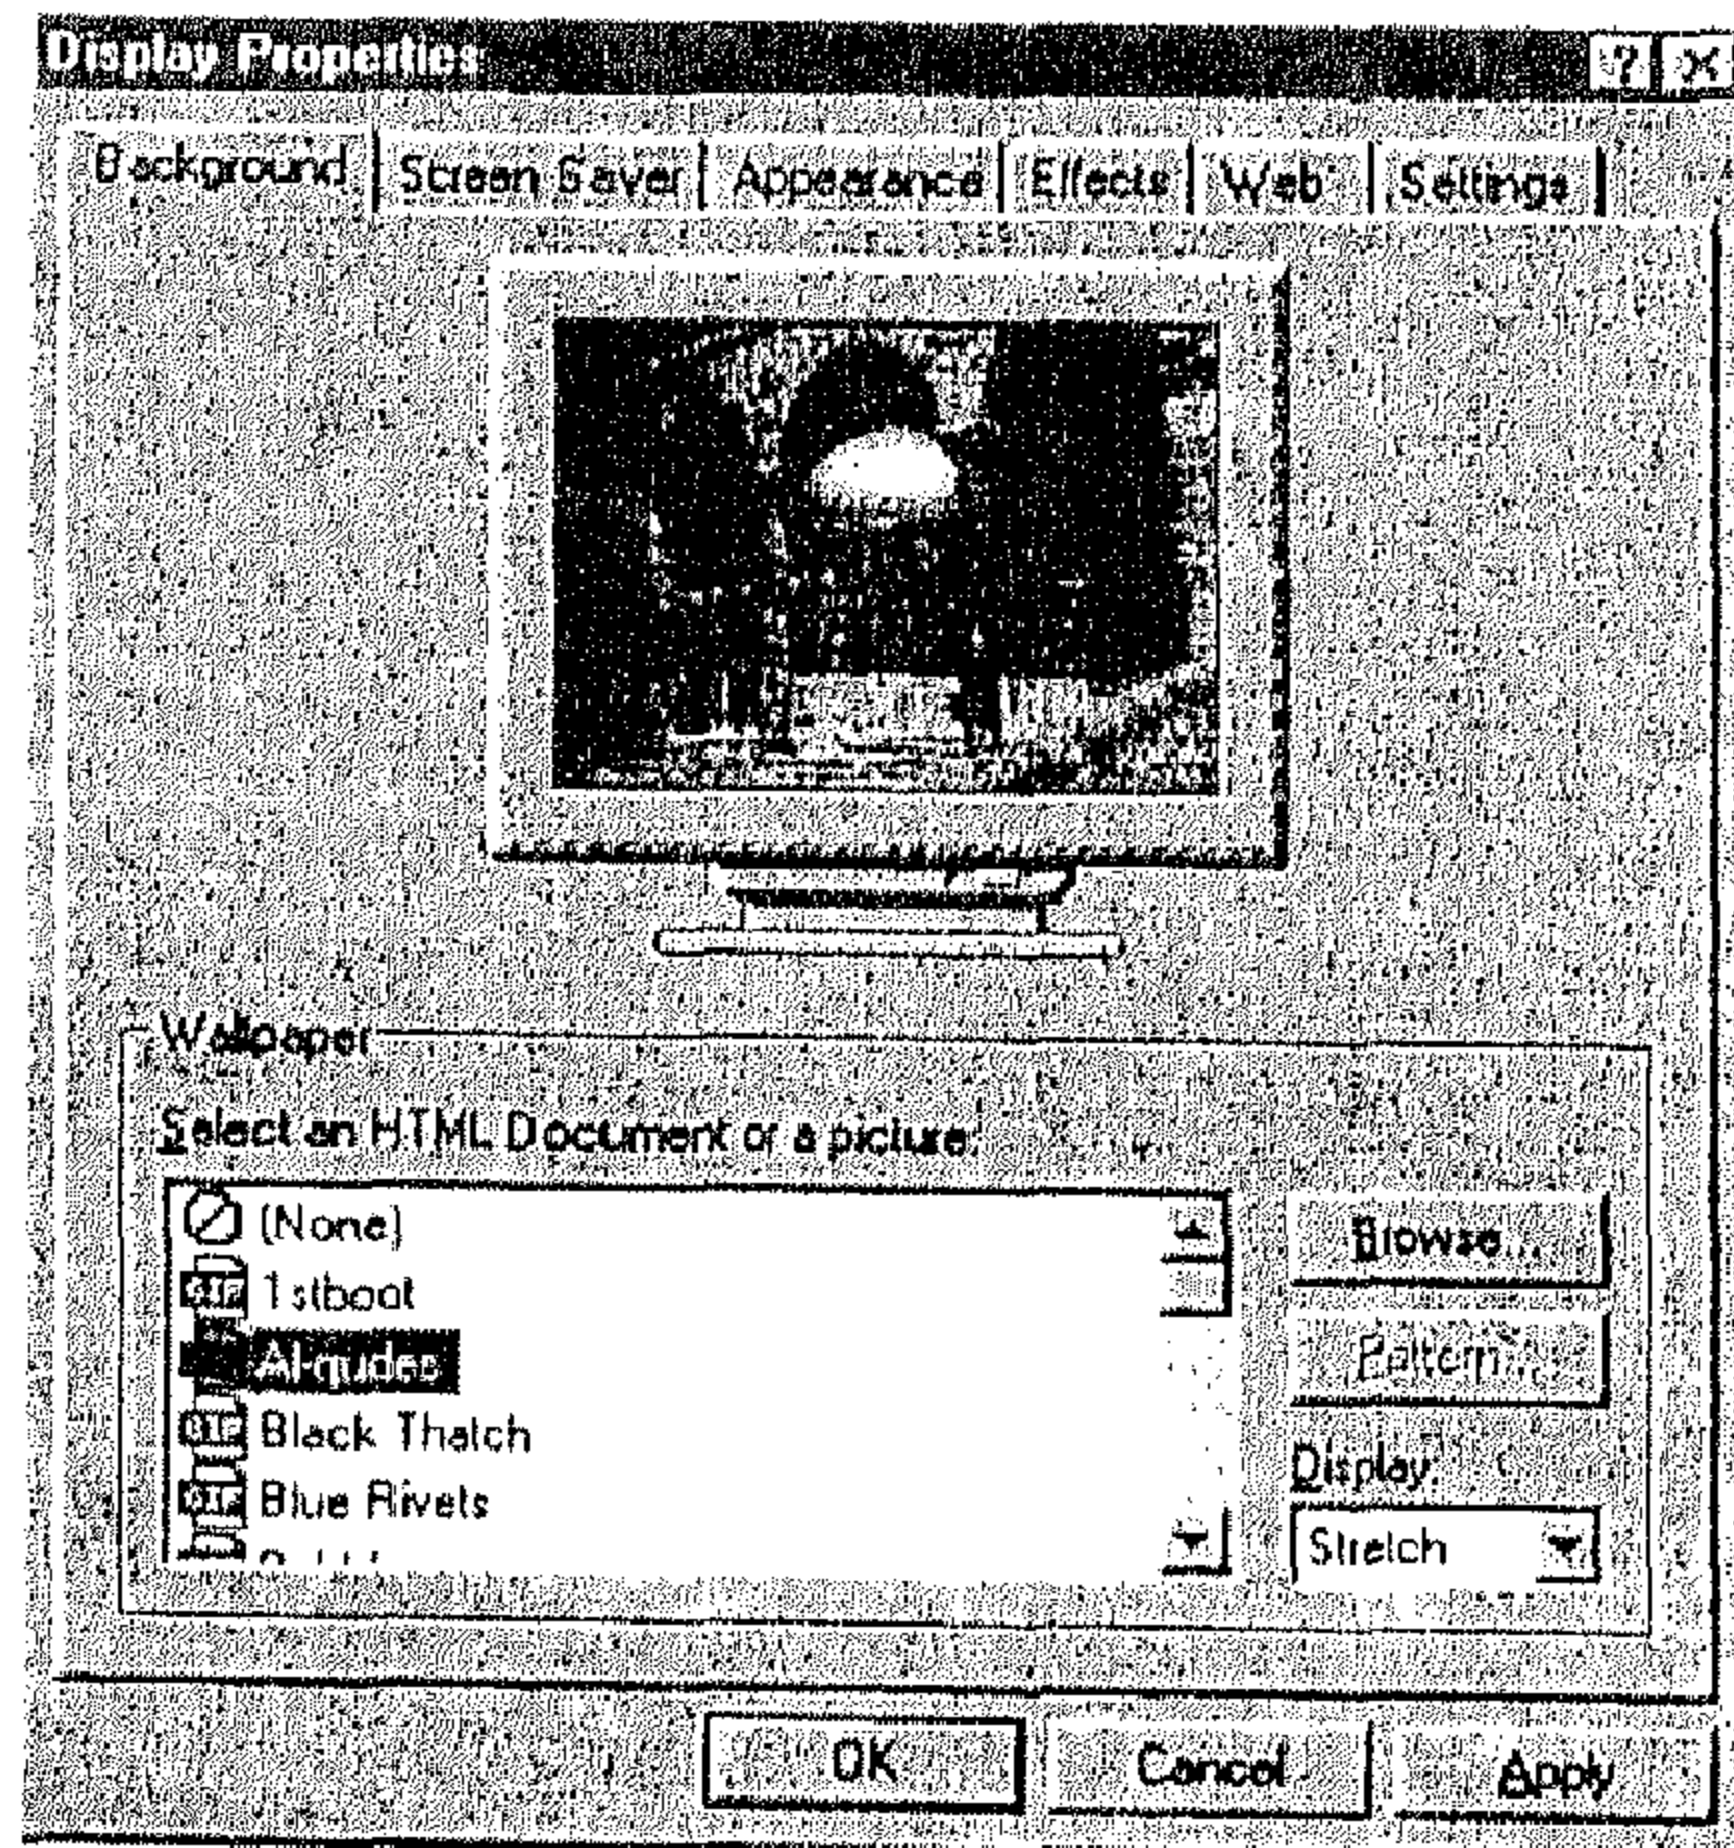 Display Properties
Background Screen Saver Appearance Effects Web Settings
Wallpaper
Select an HTML Document or a picture:
(None)
1stboot
Al-qudes
Black Thatch
Blue Rivets
Browse...
Pattern...
Display:
Stretch
OK Cancel Apply